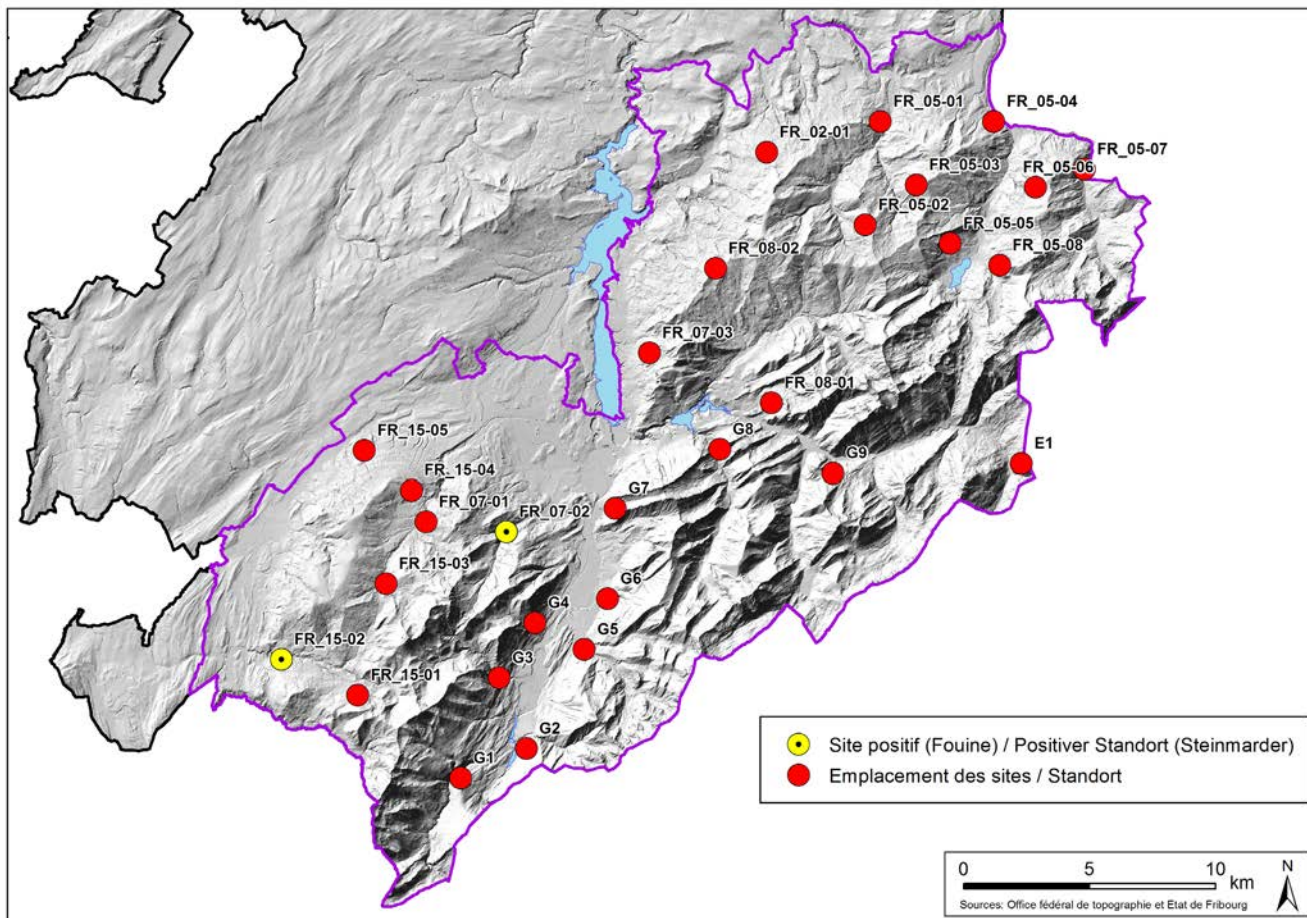 FR_05-01
FR_05-04
FR_02-01
FR_05-07
FR_05-03
FR_05-06
FR_05-02
FR_05-05
FR_08-02
FR_05-08
FR_07-03
FR_08-01
G8
E1
FR_15-05
G9
FR_15-04
G7
FR_07-01
FR_07-02
FR_15-03
G6
G4
G5
FR_15-02
G3
FR_15-01
G2
G1
Site positif (Fouine) / Positiver Standort (Steinmarder)
Emplacement des sites / Standort
0 5 10
km
N
Sources: Office fédéral de topographie et Etat de Fribourg